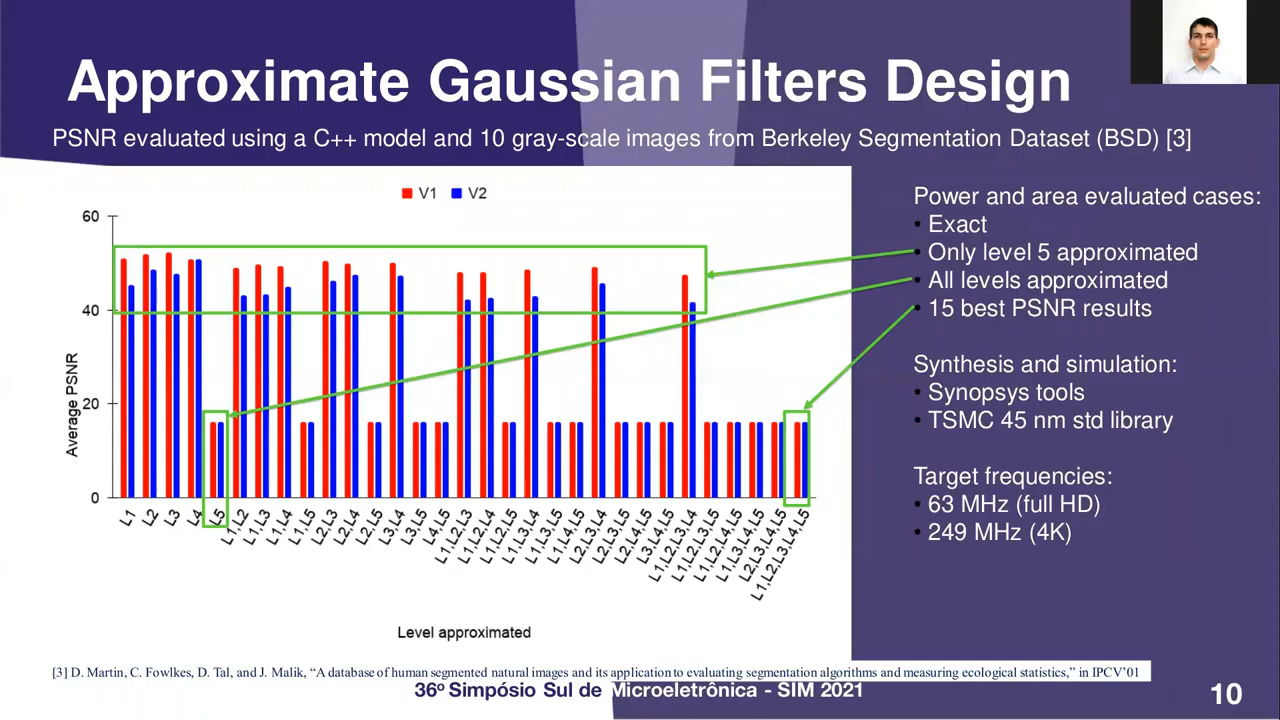 Approximate Gaussian Filters Design
PSNR evaluated using a C++ model and 10 gray-scale images from Berkeley Segmentation Dataset (BSD) [3]
V1 V2
60
40
20
0
Average PSNR
L1
L2
L3
L4
L5
L1,L2
L1,L3
L1,L4
L1,L5
L2,L3
L2,L4
L2,L5
L3,L4
L3,L5
L4,L5
L1,L2,L3
L1,L2,L4
L1,L2,L5
L1,L3,L4
L1,L3,L5
L1,L4,L5
L2,L3,L4
L2,L3,L5
L2,L4,L5
L3,L4,L5
L1,L2,L3,L4
L1,L2,L3,L5
L1,L2,L4,L5
L1,L3,L4,L5
L2,L3,L4,L5
L1,L2,L3,L4,L5
Level approximated
Power and area evaluated cases:
• Exact
• Only level 5 approximated
• All levels approximated
• 15 best PSNR results
Synthesis and simulation:
• Synopsys tools
• TSMC 45 nm std library
Target frequencies:
• 63 MHz (full HD)
• 249 MHz (4K)
[3] D. Martin, C. Fowlkes, D. Tal, and J. Malik, “A database of human segmented natural images and its application to evaluating segmentation algorithms and measuring ecological statistics,” in IPCV’01
36º Simpósio Sul de Microeletrônica - SIM 2021
10